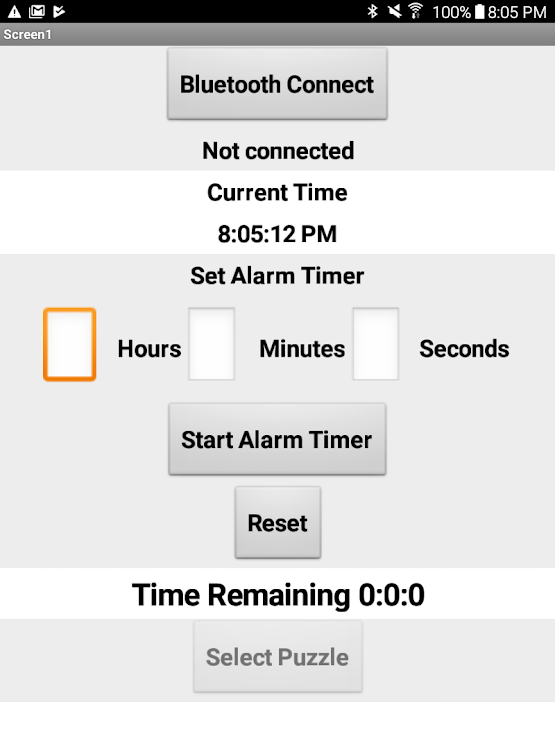 100% 8:05 PM
Screen1
Bluetooth Connect
Not connected
Current Time
8:05:12 PM
Set Alarm Timer
Hours Minutes Seconds
Start Alarm Timer
Reset
Time Remaining 0:0:0
Select Puzzle